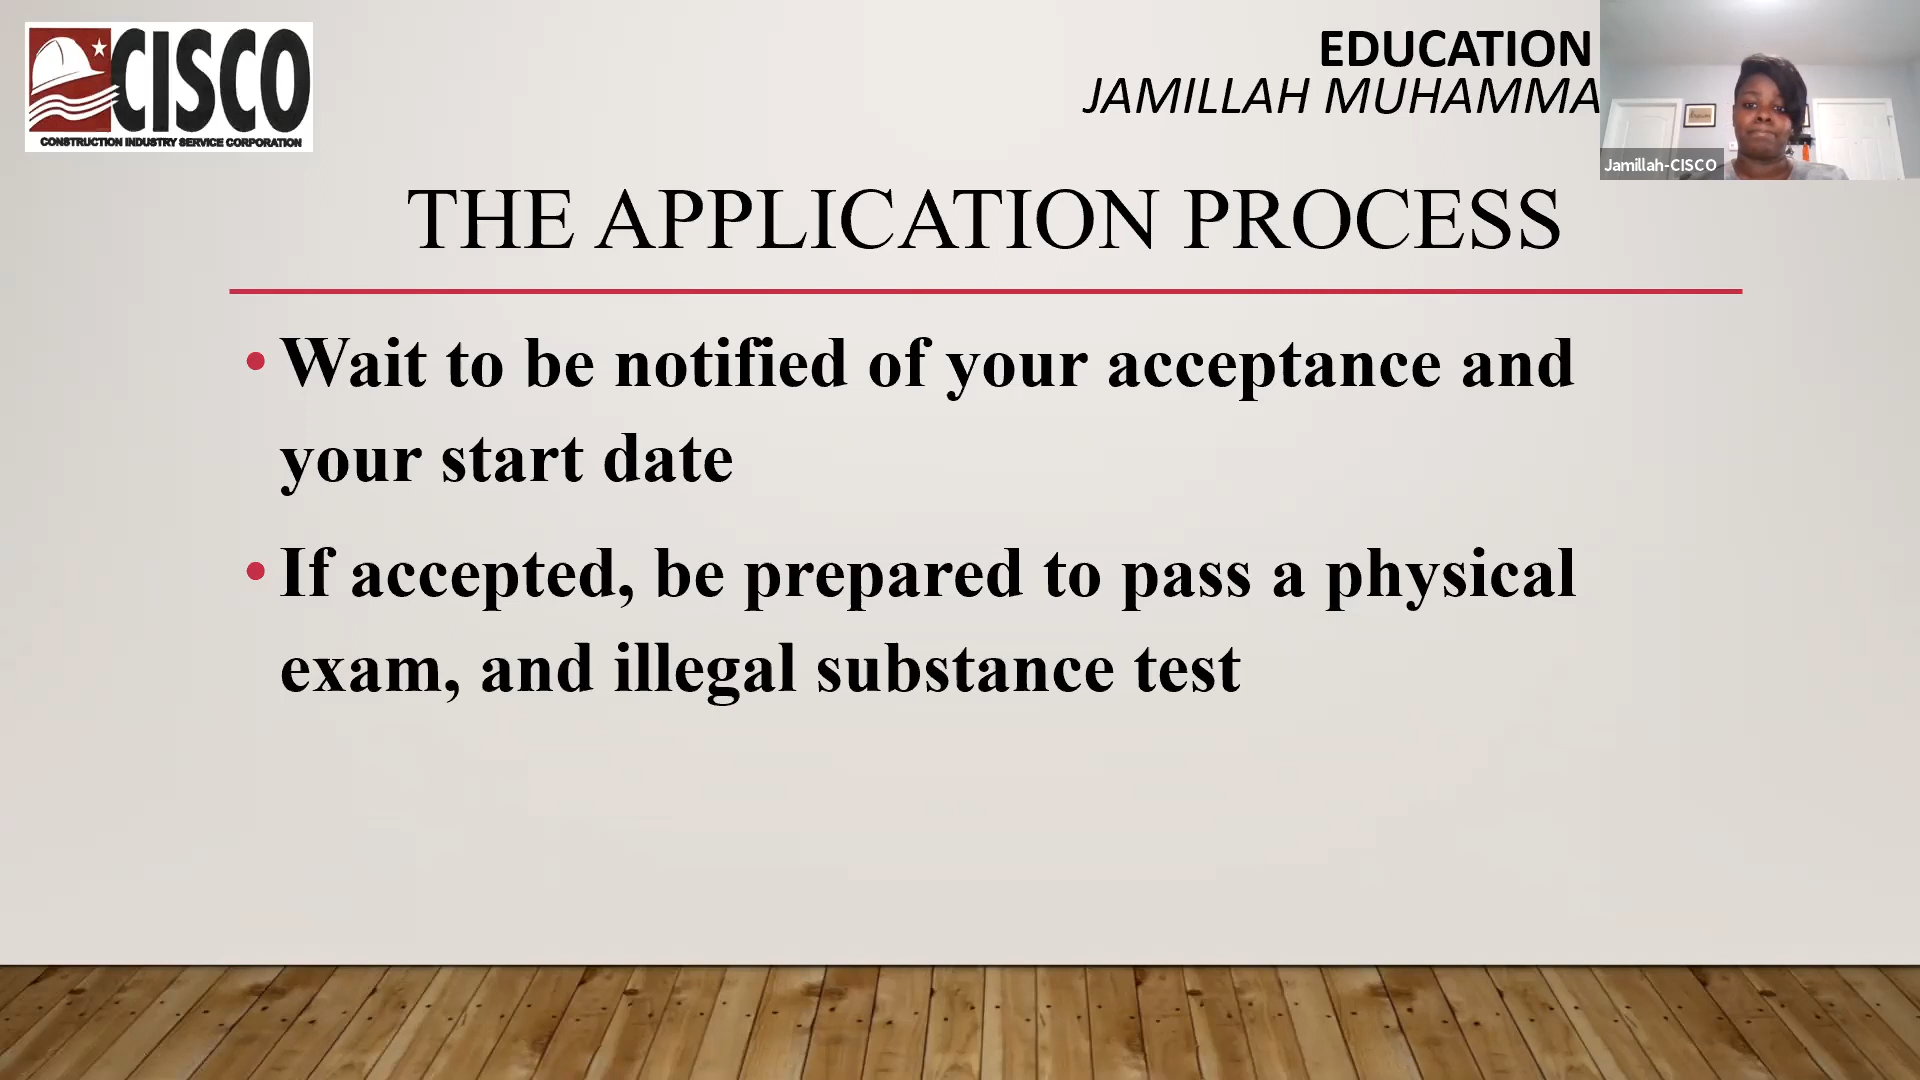 CISCO
CONSTRUCTION INDUSTRY SERVICE CORPORATION
EDUCATION
JAMILLAH MUHAMMA
Jamillah-CISCO
THE APPLICATION PROCESS
• Wait to be notified of your acceptance and
your start date
• If accepted, be prepared to pass a physical
exam, and illegal substance test